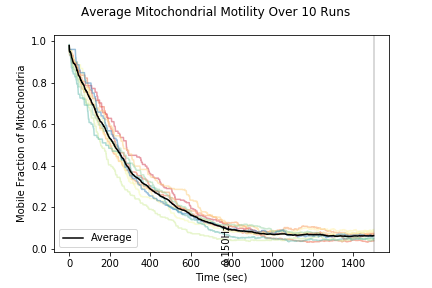 Average Mitochondrial Motility Over 10 Runs
Mobile Fraction of Mitochondria
1.0
0.8
0.6
0.4
0.2
0.0
Average
150Hz
0 200 400 600 800 1000 1200 1400
Time (sec)